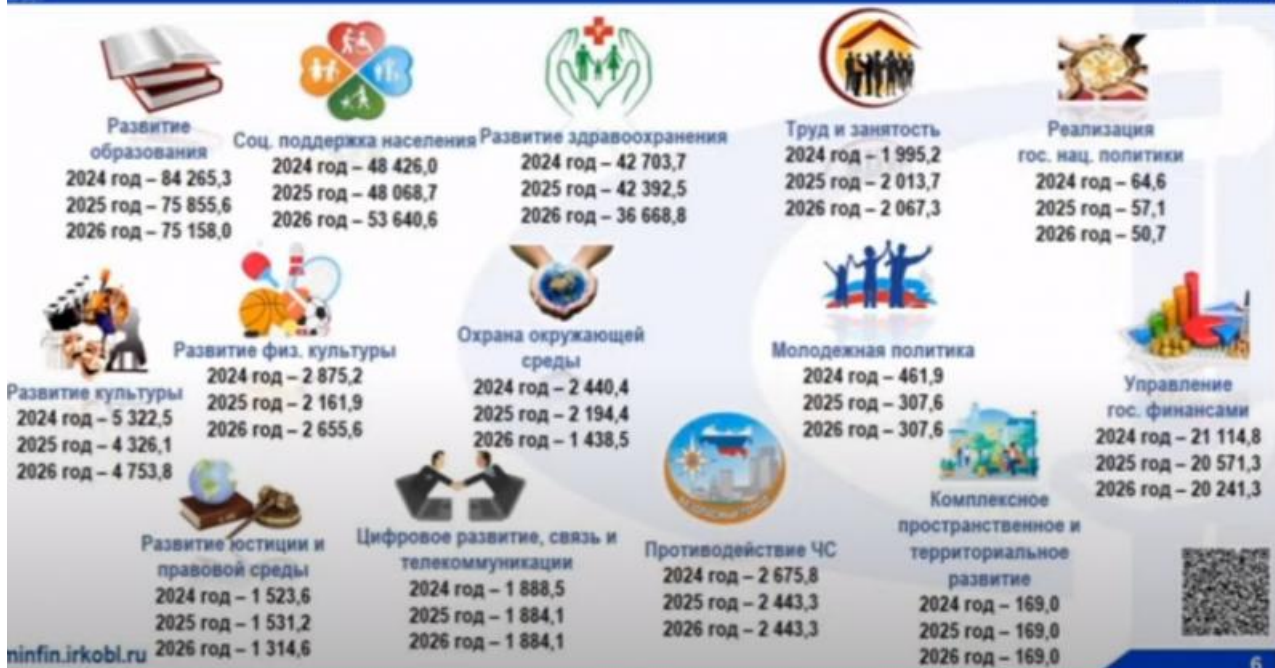 Развитие
образования
2024 год – 84 265,3
2025 год – 75 855,6
2026 год – 75 158,0
Соц. поддержка населения
2024 год – 48 426,0
2025 год – 48 068,7
2026 год – 53 640,6
Развитие здравоохранения
2024 год – 42 703,7
2025 год – 42 392,5
2026 год – 36 668,8
Труд и занятость
2024 год – 1 995,2
2025 год – 2 013,7
2026 год – 2 067,3
Реализация
гос. нац. политики
2024 год – 64,6
2025 год – 57,1
2026 год – 50,7
Развитие культуры
2024 год – 5 322,5
2025 год – 4 326,1
2026 год – 4 753,8
Развитие физ. культуры
2024 год – 2 875,2
2025 год – 2 161,9
2026 год – 2 655,6
Охрана окружающей
среды
2024 год – 2 440,4
2025 год – 2 194,4
2026 год – 1 438,5
Молодежная политика
2024 год – 461,9
2025 год – 307,6
2026 год – 307,6
Управление
гос. финансами
2024 год – 21 114,8
2025 год – 20 571,3
2026 год – 20 241,3
Развитие юстиции и
правовой среды
2024 год – 1 523,6
2025 год – 1 531,2
2026 год – 1 314,6
Цифровое развитие, связь и
телекоммуникации
2024 год – 1 888,5
2025 год – 1 884,1
2026 год – 1 884,1
Противодействие ЧС
2024 год – 2 675,8
2025 год – 2 443,3
2026 год – 2 443,3
Комплексное
пространственное и
территориальное
развитие
2024 год – 169,0
2025 год – 169,0
2026 год – 169,0
minfin.irkobl.ru
6